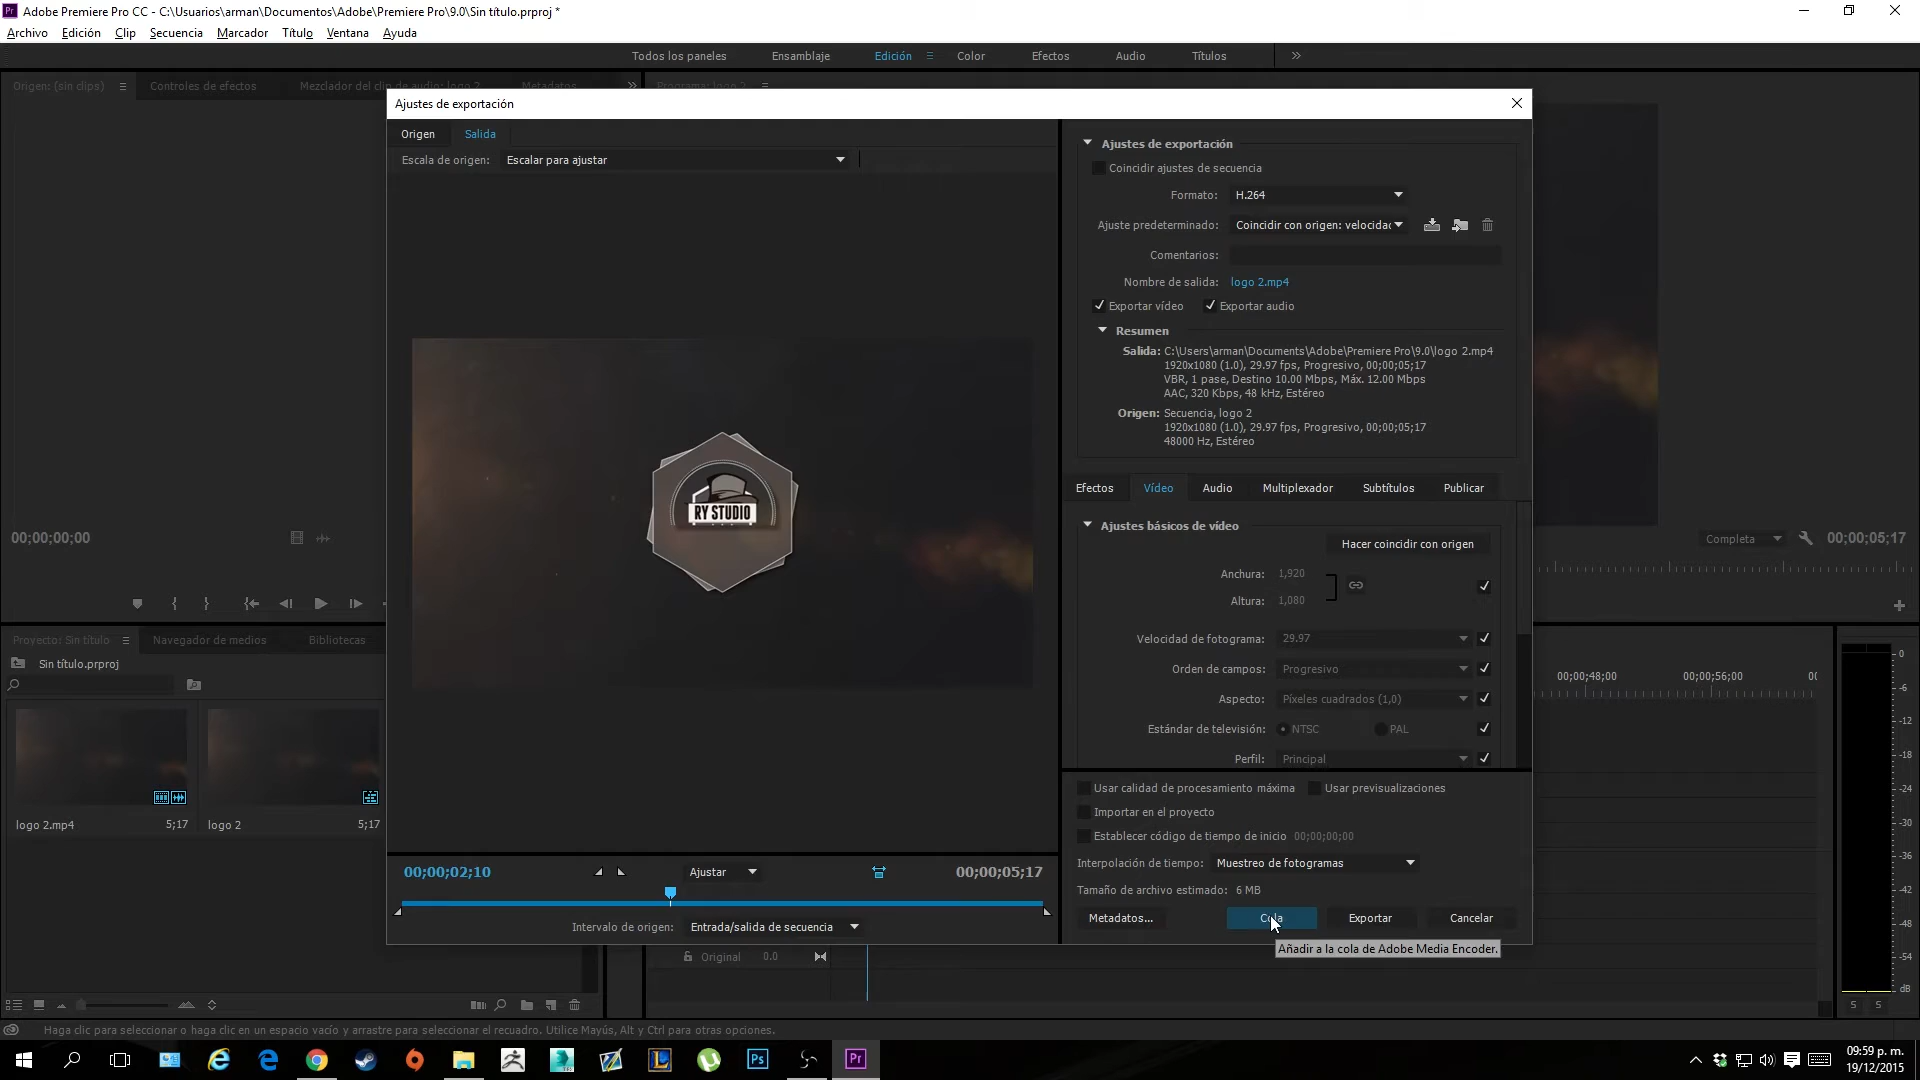 Adobe Premiere Pro CC - C:\Usuarios\arman\Documentos\Adobe\Premiere Pro\9.0\Sin título.prproj *
Archivo Edición Clip Secuencia Marcador Título Ventana Ayuda
Todos los paneles Ensamblaje Edición Color Efectos Audio Títulos
Origen: (sin clips) Controles de efectos Mezclador del clip de audio: logo 2 Metadatos Programa: logo 2
Ajustes de exportación
Origen Salida
Escala de origen: Escalar para ajustar
Ajustes de exportación
Coincidir ajustes de secuencia
Formato: H.264
Ajuste predeterminado: Coincidir con origen: velocidad
Comentarios:
Nombre de salida: logo 2.mp4
Exportar vídeo Exportar audio
Resumen
Salida: C:\Users\arman\Documents\Adobe\Premiere Pro\9.0\logo 2.mp4
1920x1080 (1.0), 29.97 fps, Progresivo, 00;00;05;17
VBR, 1 pase, Destino 10.00 Mbps, Máx. 12.00 Mbps
AAC, 320 Kbps, 48 kHz, Estéreo
Origen: Secuencia, logo 2
1920x1080 (1.0), 29.97 fps, Progresivo, 00;00;05;17
48000 Hz, Estéreo
RY STUDIO
Efectos Vídeo Audio Multiplexador Subtítulos Publicar
Ajustes básicos de vídeo
Hacer coincidir con origen
Anchura: 1,920
Altura: 1,080
Velocidad de fotograma: 29.97
Orden de campos: Progresivo
Aspecto: Píxeles cuadrados (1,0)
Estándar de televisión: NTSC PAL
Perfil: Principal
Usar calidad de procesamiento máxima Usar previsualizaciones
Importar en el proyecto
Establecer código de tiempo de inicio 00;00;00;00
Interpolación de tiempo: Muestreo de fotogramas
Tamaño de archivo estimado: 6 MB
Metadatos... Cola Exportar Cancelar
Añadir a la cola de Adobe Media Encoder.
00;00;02;10 Ajustar 00;00;05;17
Intervalo de origen: Entrada/salida de secuencia
00;00;00;00
Completa 00;00;05;17
Proyecto: Sin título Navegador de medios Bibliotecas
Sin título.prproj
logo 2.mp4 5;17 logo 2 5;17
00;00;48;00 00;00;56;00 00
Original 0.0
0
-6
-12
-18
-24
-30
-36
-42
-48
-54
dB
S S
Haga clic para seleccionar o haga clic en un espacio vacío y arrastre para seleccionar el recuadro. Utilice Mayús, Alt y Ctrl para otras opciones.
Ps Pr
09:59 p. m.
19/12/2015